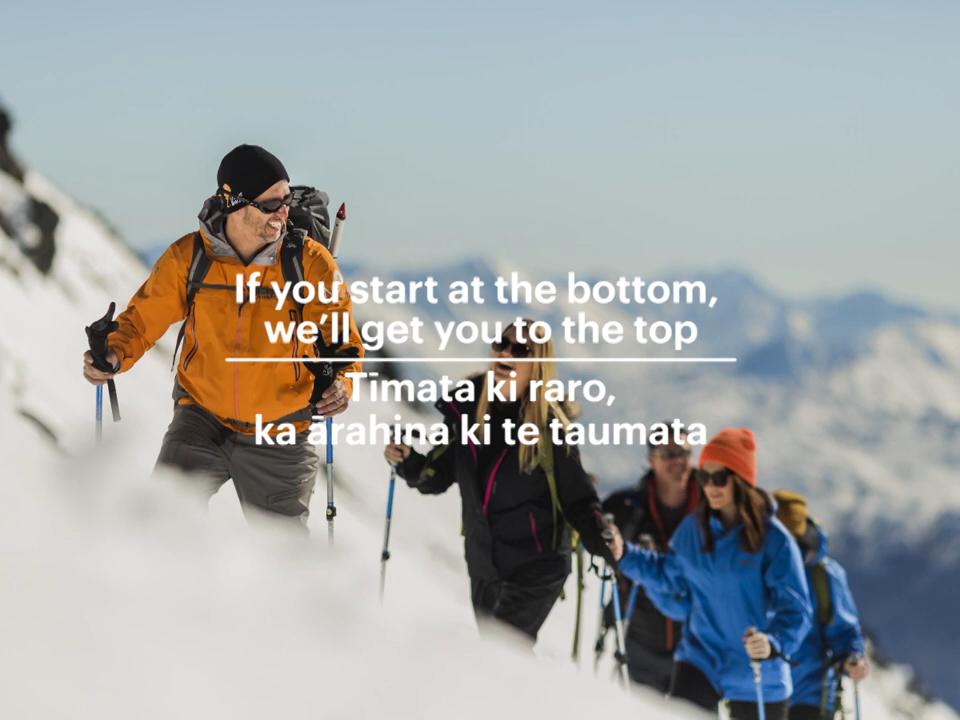 If you start at the bottom,
we'll get you to the top
Tīmata ki raro,
ka ārahina ki te taumata